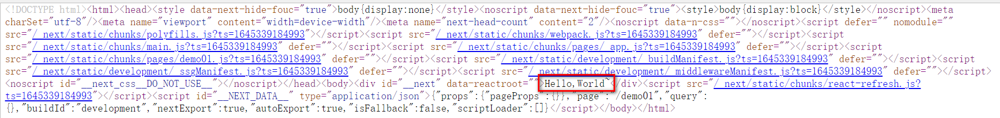 <!DOCTYPE html><html><head><style data-next-hide-fouc="true">body{display:none}</style><noscript data-next-hide-fouc="true"><style>body{display:block}</style></noscript><meta
charSet="utf-8"/><meta name="viewport" content="width=device-width"/><meta name="next-head-count" content="2"/><noscript data-n-css=""></noscript><script defer="" nomodule=""
src="/_next/static/chunks/polyfills.js?ts=1645339184993"></script><script src="/_next/static/chunks/webpack.js?ts=1645339184993" defer=""></script><script
src="/_next/static/chunks/main.js?ts=1645339184993" defer=""></script><script src="/_next/static/chunks/pages/_app.js?ts=1645339184993" defer=""></script><script
src="/_next/static/chunks/pages/demo01.js?ts=1645339184993" defer=""></script><script src="/_next/static/development/_buildManifest.js?ts=1645339184993" defer=""></script><script
src="/_next/static/development/_ssgManifest.js?ts=1645339184993" defer=""></script><script src="/_next/static/development/_middlewareManifest.js?ts=1645339184993" defer=""></script>
<noscript id="__next_css__DO_NOT_USE__"></noscript></head><body><div id="__next" data-reactroot="">Hello,World~</div><script src="/_next/static/chunks/react-refresh.js?
ts=1645339184993"></script><script id="__NEXT_DATA__" type="application/json">{"props":{"pageProps":{}},"page":"/demo01","query":
{},"buildId":"development","nextExport":true,"autoExport":true,"isFallback":false,"scriptLoader":[]}</script></body></html>